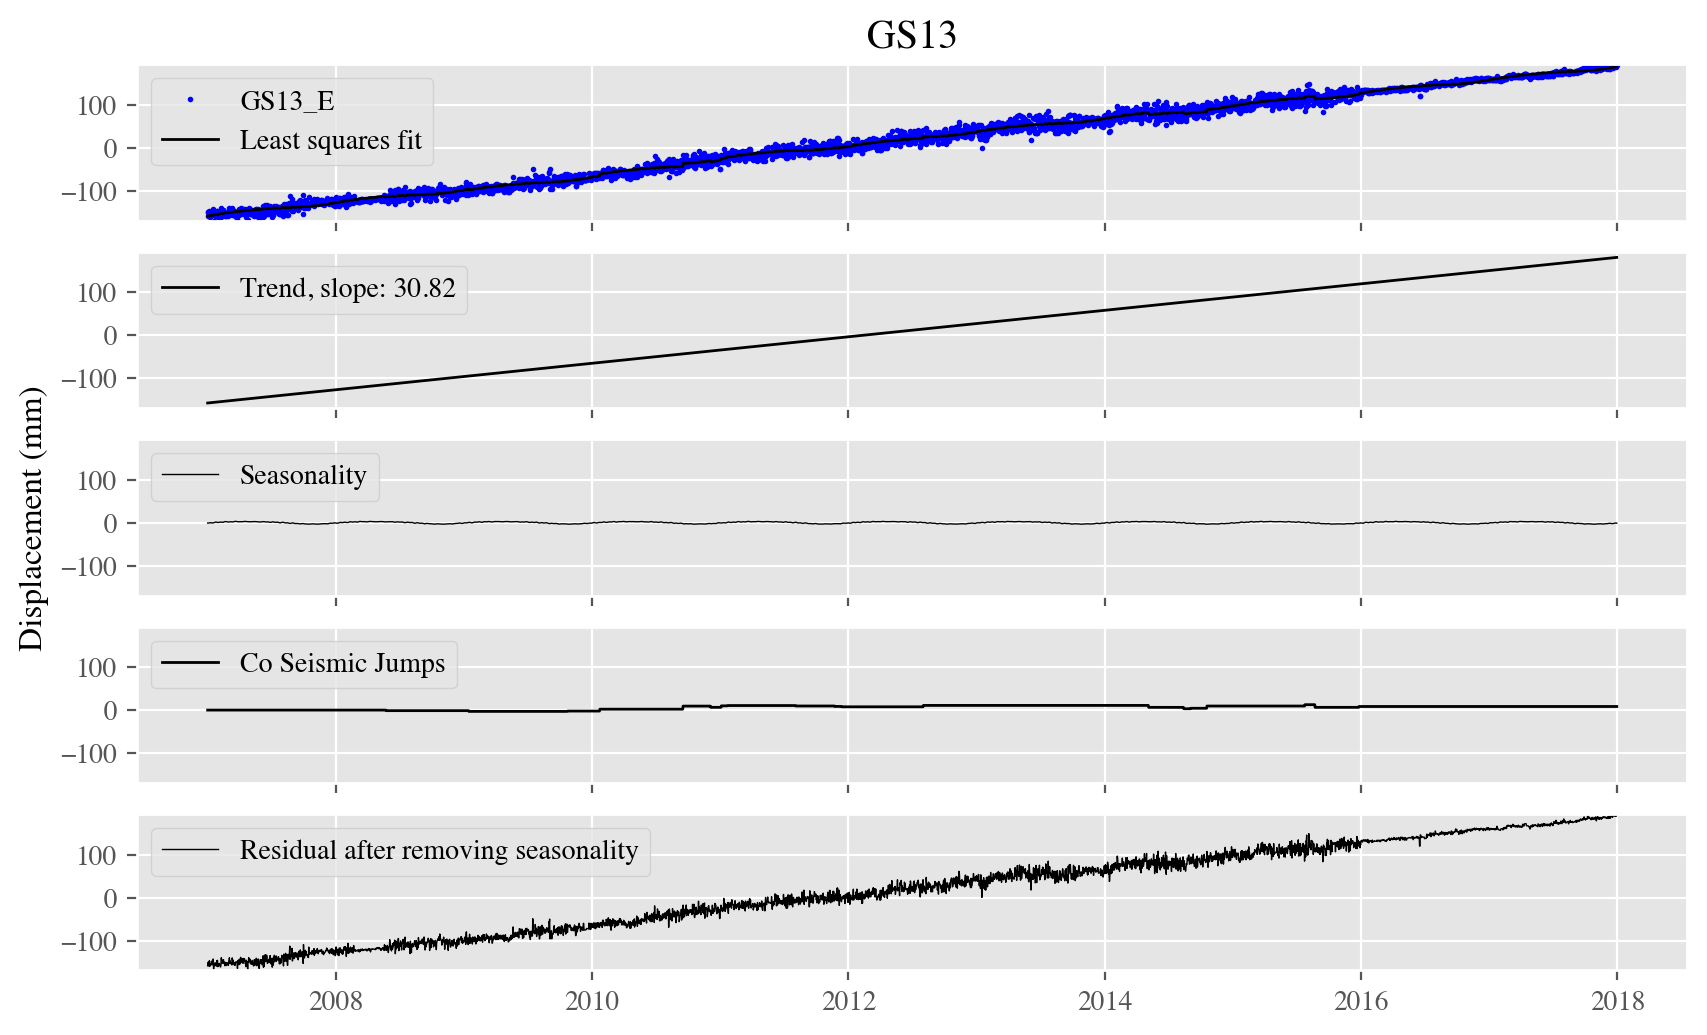 GS13
GS13_E
Least squares fit
100
0
−100
Trend, slope: 30.82
100
0
−100
Displacement (mm)
Seasonality
100
0
−100
Co Seismic Jumps
100
0
−100
Residual after removing seasonality
100
0
−100
2008 2010 2012 2014 2016 2018